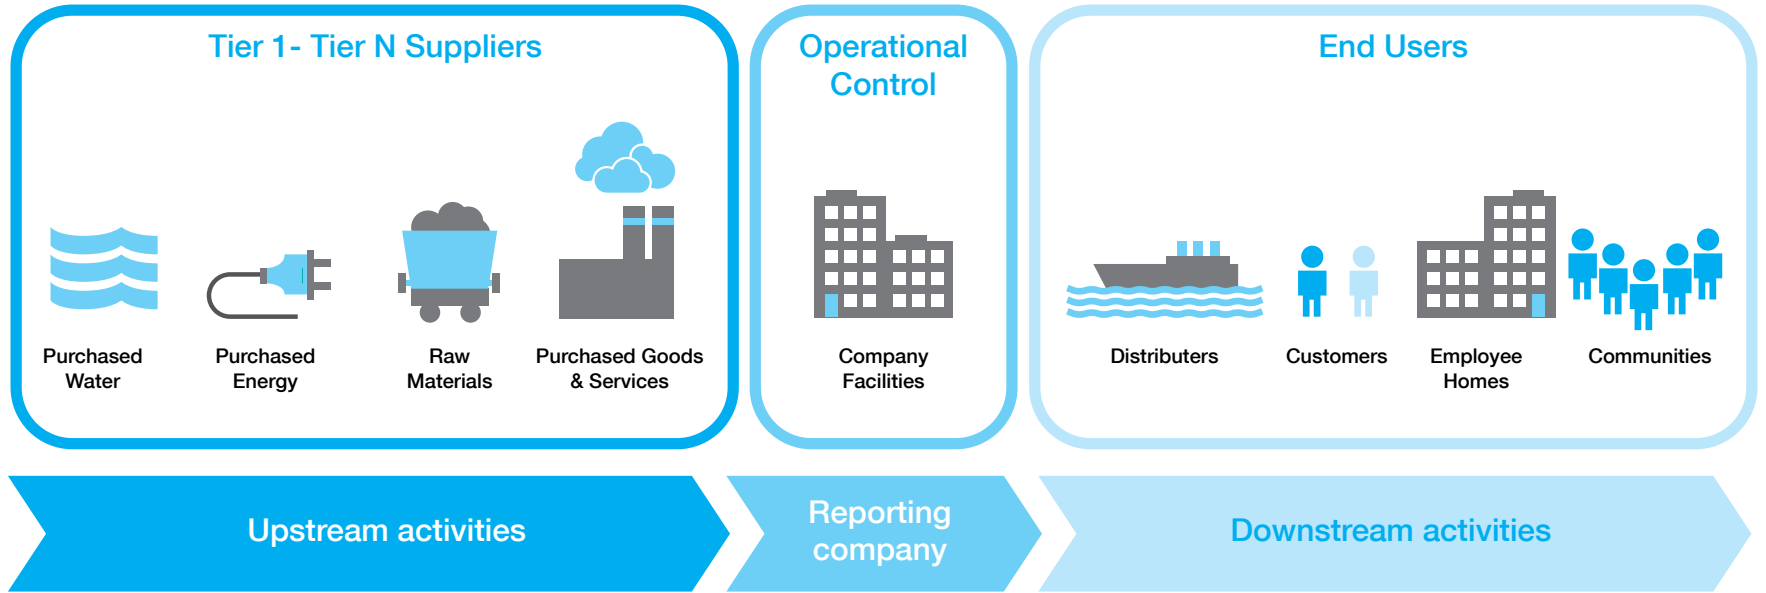 Tier 1- Tier N Suppliers
Purchased
Water
Purchased
Energy
Raw
Materials
Purchased Goods
& Services
Operational
Control
Company
Facilities
End Users
Distributers
Customers
Employee
Homes
Communities
Upstream activities
Reporting
company
Downstream activities